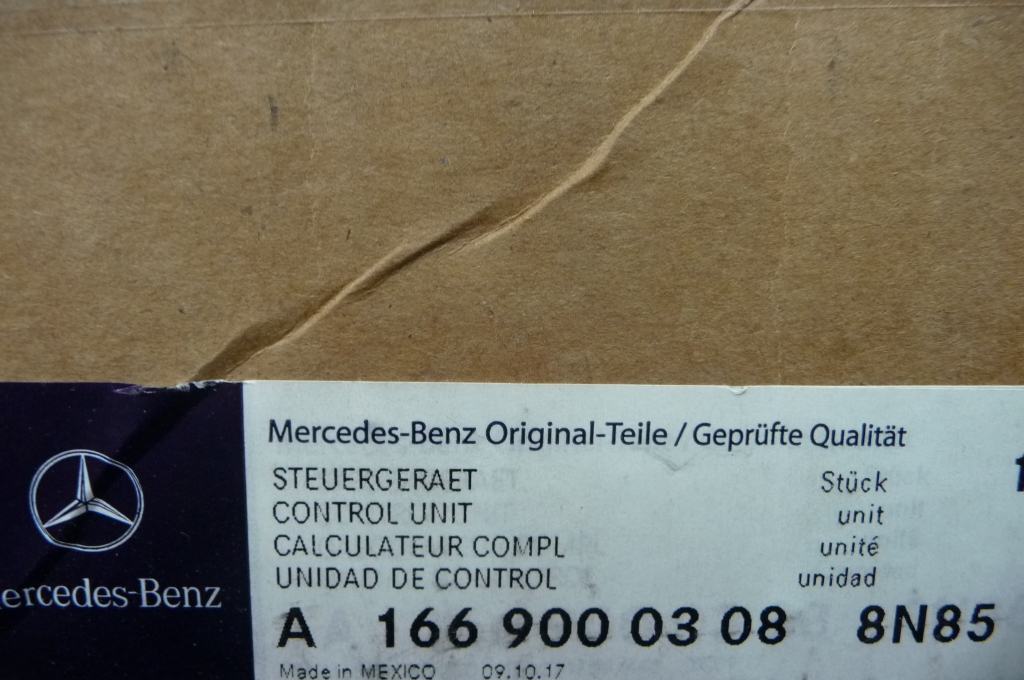 Mercedes-Benz Original-Teile / Geprüfte Qualität
STEUERGERAET Stück
CONTROL UNIT unit
CALCULATEUR COMPL unité
UNIDAD DE CONTROL unidad
ercedes-Benz
A 166 900 03 08 8N85
Made in MEXICO 09.10.17